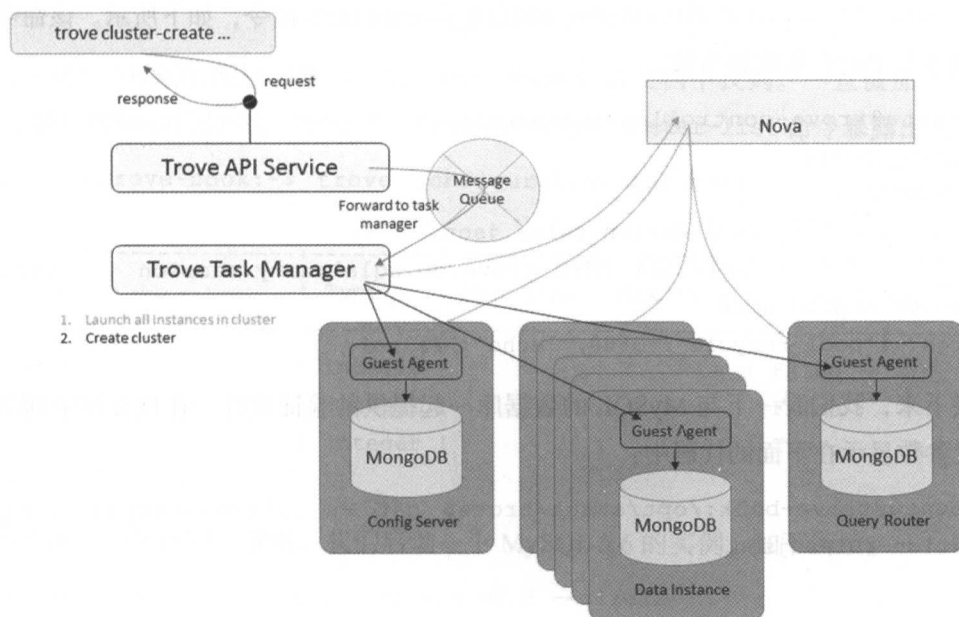 trove cluster-create ...
request
response
Nova
Trove API Service
Message
Queue
Forward to task
manager
Trove Task Manager
1. Launch all Instances in cluster
2. Create cluster
Guest Agent
MongoDB
Config Server
Guest Agent
MongoDB
Data Instance
Guest Agent
MongoDB
Query Router